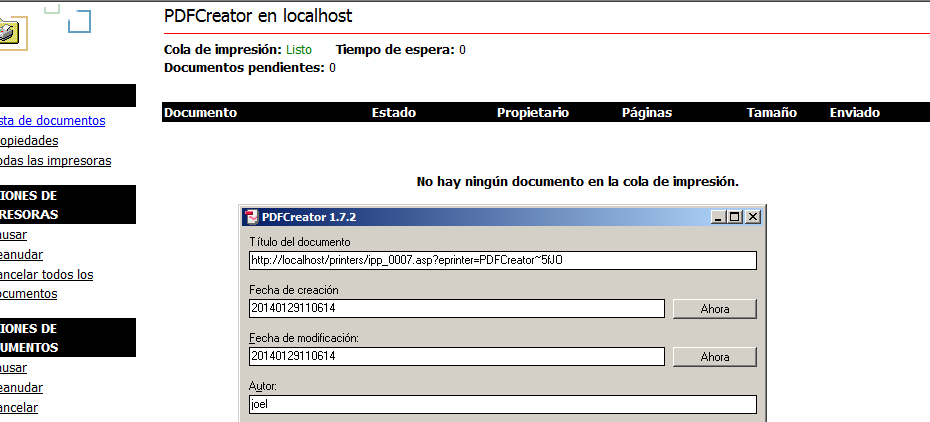 PDFCreator en localhost
Cola de impresión: Listo Tiempo de espera: 0
Documentos pendientes: 0
Documento Estado Propietario Páginas Tamaño Enviado
sta de documentos
opiedades
odas las impresoras
No hay ningún documento en la cola de impresión.
IONES DE
RESORAS
usar
eanudar
ancelar todos los
ocumentos
IONES DE
UMENTOS
usar
eanudar
ancelar
PDFCreator 1.7.2
Título del documento
http://localhost/printers/ipp_0007.asp?eprinter=PDFCreator~5fJO
Fecha de creación
20140129110614 Ahora
Fecha de modificación:
20140129110614 Ahora
Autor:
joel